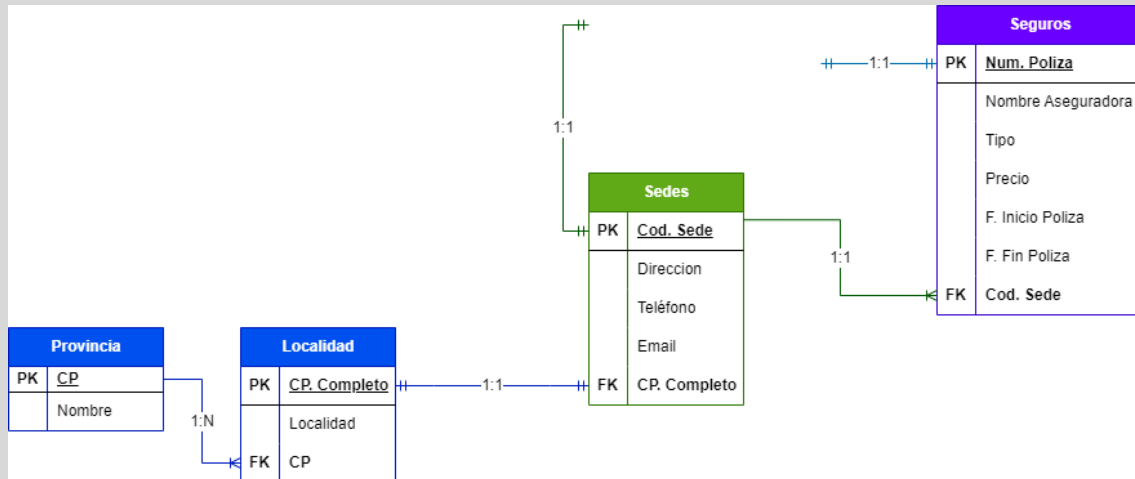 Seguros
PK Num. Poliza
Nombre Aseguradora
Tipo
Precio
F. Inicio Poliza
F. Fin Poliza
FK Cod. Sede
1:1
1:1
Sedes
PK Cod. Sede
Direccion
Teléfono
Email
FK CP. Completo
1:1
Provincia
PK CP
Nombre
1:N
Localidad
PK CP. Completo
Localidad
FK CP
1:1